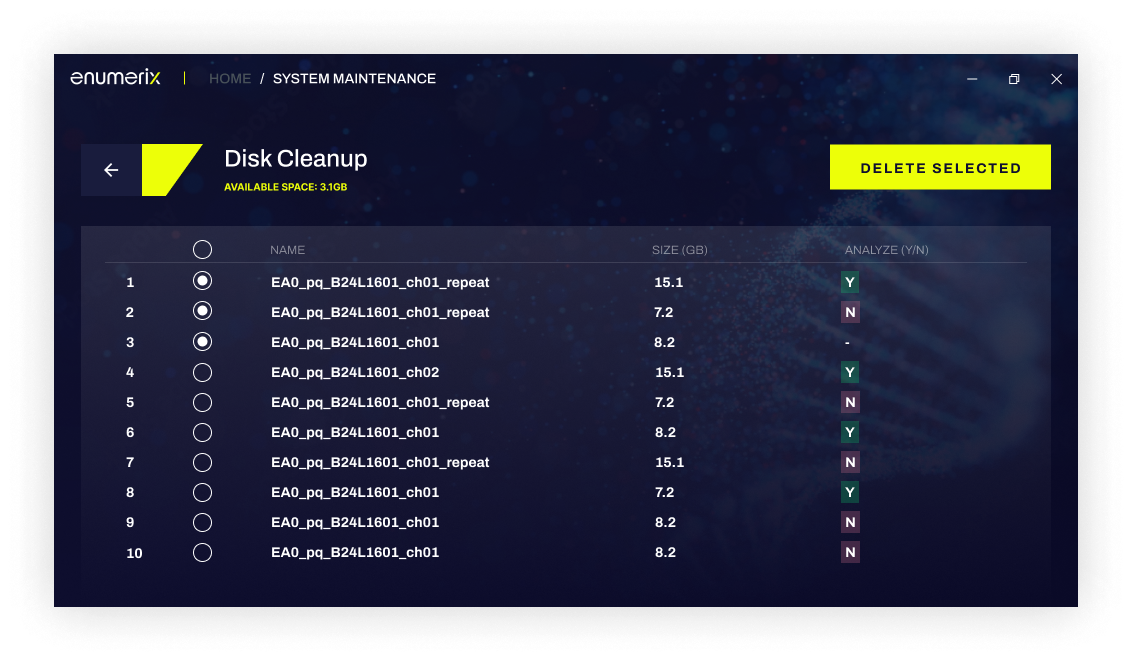 enumerix | HOME / SYSTEM MAINTENANCE
Disk Cleanup
AVAILABLE SPACE: 3.1GB
DELETE SELECTED
NAME SIZE (GB) ANALYZE (Y/N)
1 EA0_pq_B24L1601_ch01_repeat 15.1 Y
2 EA0_pq_B24L1601_ch01_repeat 7.2 N
3 EA0_pq_B24L1601_ch01 8.2 -
4 EA0_pq_B24L1601_ch02 15.1 Y
5 EA0_pq_B24L1601_ch01_repeat 7.2 N
6 EA0_pq_B24L1601_ch01 8.2 Y
7 EA0_pq_B24L1601_ch01_repeat 15.1 N
8 EA0_pq_B24L1601_ch01 7.2 Y
9 EA0_pq_B24L1601_ch01 8.2 N
10 EA0_pq_B24L1601_ch01 8.2 N